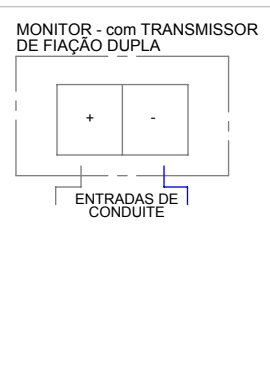 MONITOR - com TRANSMISSOR
DE FIAÇÃO DUPLA
+ -
ENTRADAS DE
CONDUITE